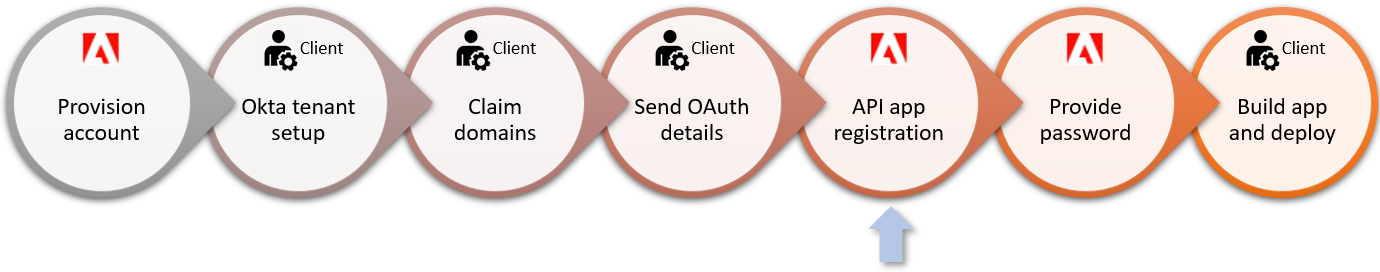 Provision
account
Client
Okta tenant
setup
Client
Claim
domains
Client
Send OAuth
details
API app
registration
Provide
password
Client
Build app
and deploy